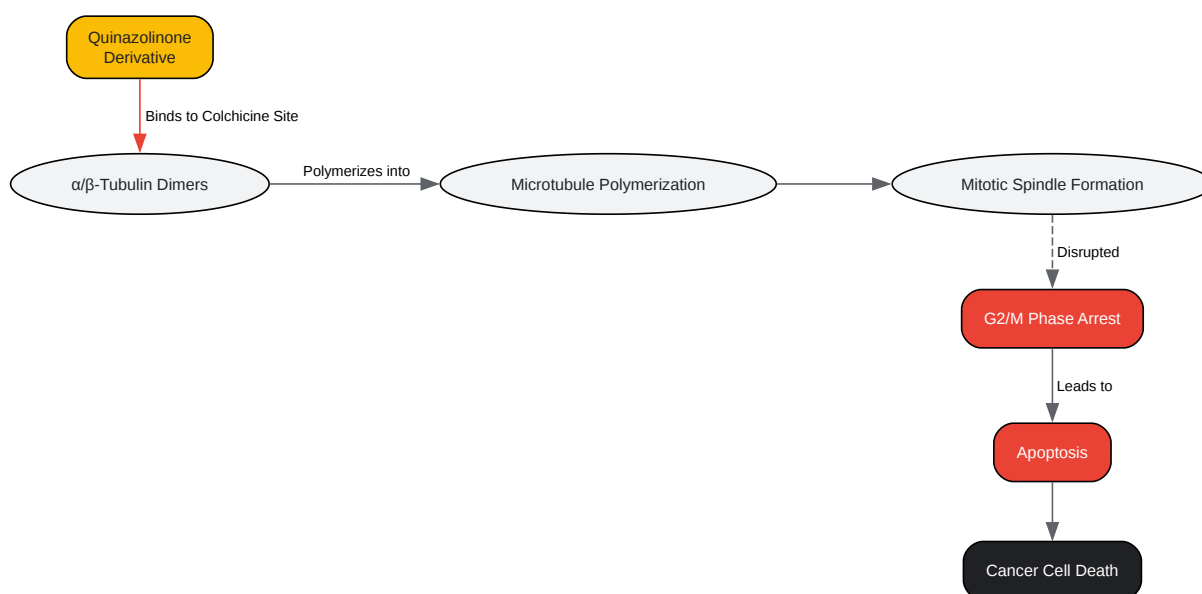 Quinazolinone
Derivative
Binds to Colchicine Site
α/β-Tubulin Dimers
Polymerizes into
Microtubule Polymerization
Mitotic Spindle Formation
Disrupted
G2/M Phase Arrest
Leads to
Apoptosis
Cancer Cell Death